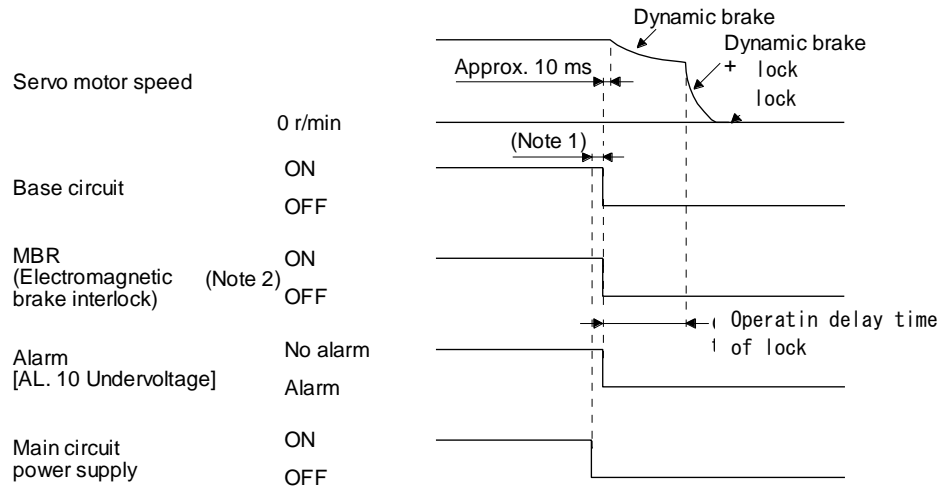 Dynamic brake
Dynamic brake
+ lock
lock
Approx. 10 ms
Servo motor speed
0 r/min
(Note 1)
ON
Base circuit
OFF
MBR
(Electromagnetic
brake interlock)
(Note 2)
ON
OFF
Operatin delay time
of lock
Alarm
[AL. 10 Undervoltage]
No alarm
Alarm
Main circuit
power supply
ON
OFF